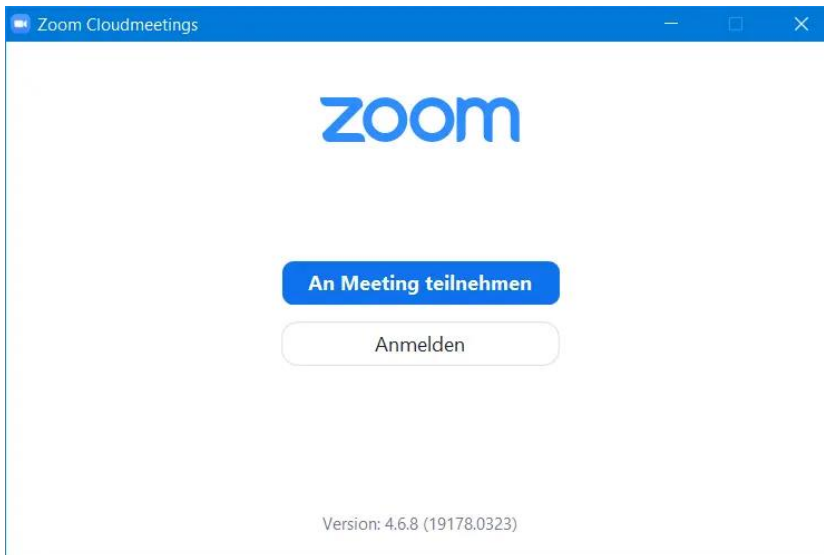 Zoom Cloudmeetings
zoom
An Meeting teilnehmen
Anmelden
Version: 4.6.8 (19178.0323)